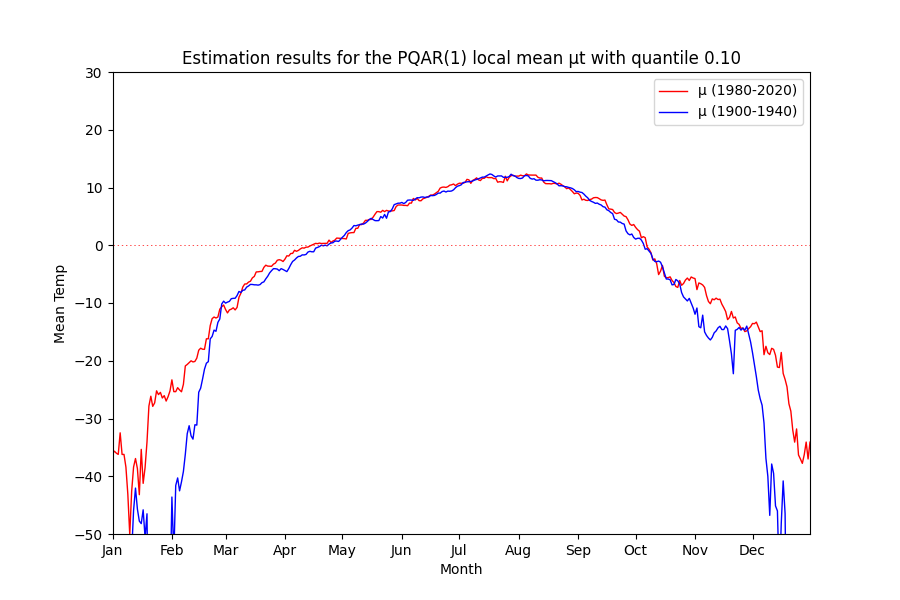 Estimation results for the PQAR(1) local mean μt with quantile 0.10
30
20
10
0
−10
−20
−30
−40
−50
Mean Temp
μ (1980-2020)
μ (1900-1940)
Jan Feb Mar Apr May Jun Jul Aug Sep Oct Nov Dec
Month